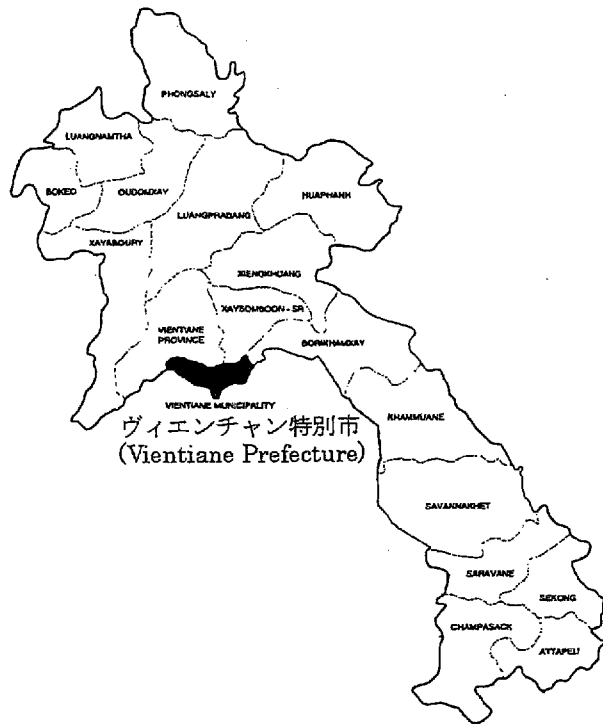 PHONGSALY
LUANGNAMTHA
BOKEO
OUDOMXAY
LUANGPRABANG
HUAPHANH
XAYABOURY
XIENGKHUANG
XAYSOMBOON - SR
VIENTIANE
PROVINCE
BORIKHAMXAY
VIENTIANE MUNICIPALITY
ヴィエンチャン特別市
(Vientiane Prefecture)
KHAMMUANE
SAVANNAKHET
SARAVANE
SEKONG
CHAMPASACK
ATTAPEU